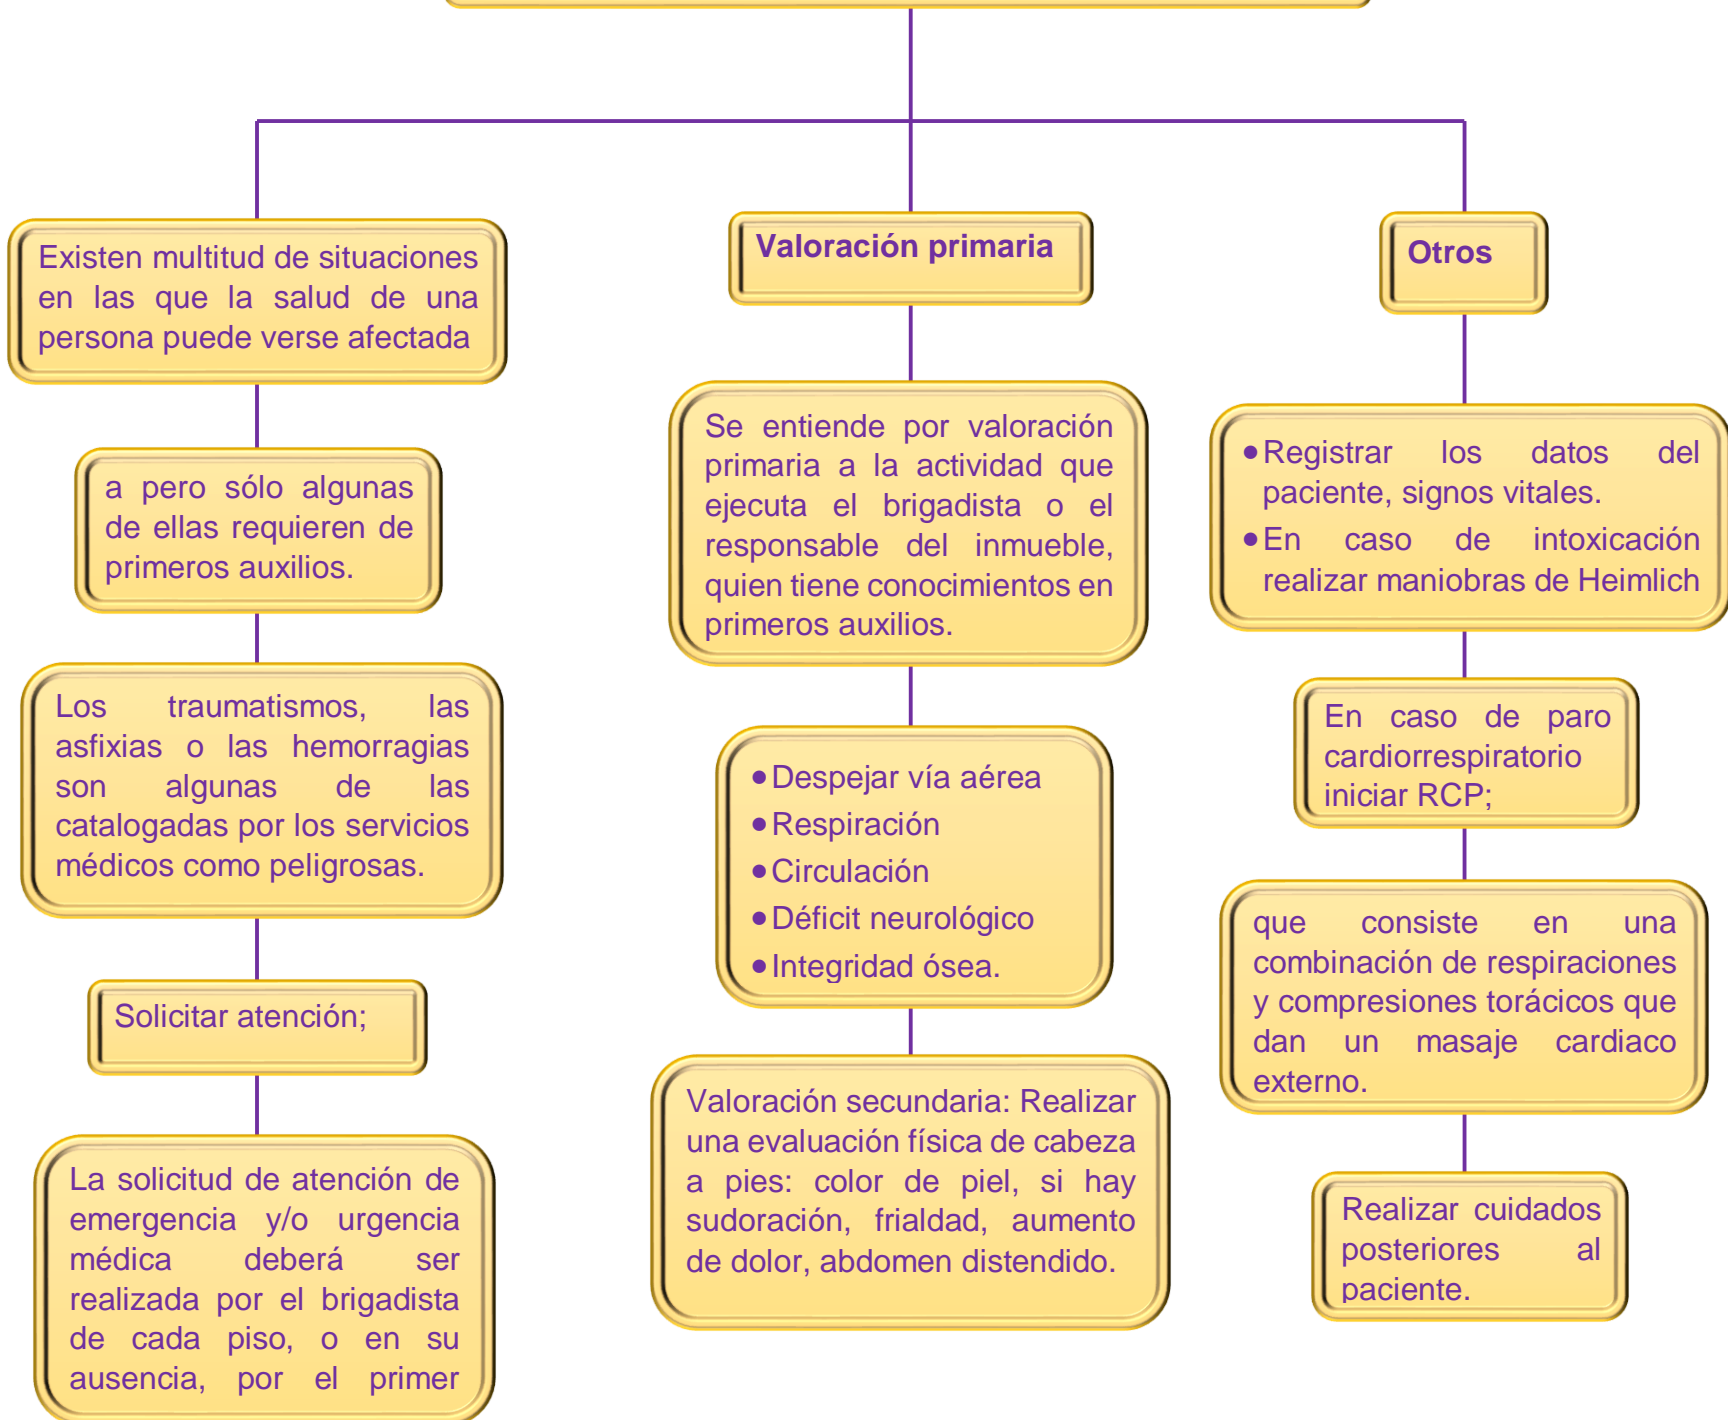 Existen multitud de situaciones
en las que la salud de una
persona puede verse afectada
a pero sólo algunas
de ellas requieren de
primeros auxilios.
Los traumatismos, las
asfixias o las hemorragias
son algunas de las
catalogadas por los servicios
médicos como peligrosas.
Solicitar atención;
La solicitud de atención de
emergencia y/o urgencia
médica deberá ser
realizada por el brigadista
de cada piso, o en su
ausencia, por el primer
Valoración primaria
Se entiende por valoración
primaria a la actividad que
ejecuta el brigadista o el
responsable del inmueble,
quien tiene conocimientos en
primeros auxilios.
• Despejar vía aérea
• Respiración
• Circulación
• Déficit neurológico
• Integridad ósea.
Valoración secundaria: Realizar
una evaluación física de cabeza
a pies: color de piel, si hay
sudoración, frialdad, aumento
de dolor, abdomen distendido.
Otros
• Registrar los datos del
paciente, signos vitales.
• En caso de intoxicación
realizar maniobras de Heimlich
En caso de paro
cardiorrespiratorio
iniciar RCP;
que consiste en una
combinación de respiraciones
y compresiones torácicos que
dan un masaje cardiaco
externo.
Realizar cuidados
posteriores al
paciente.